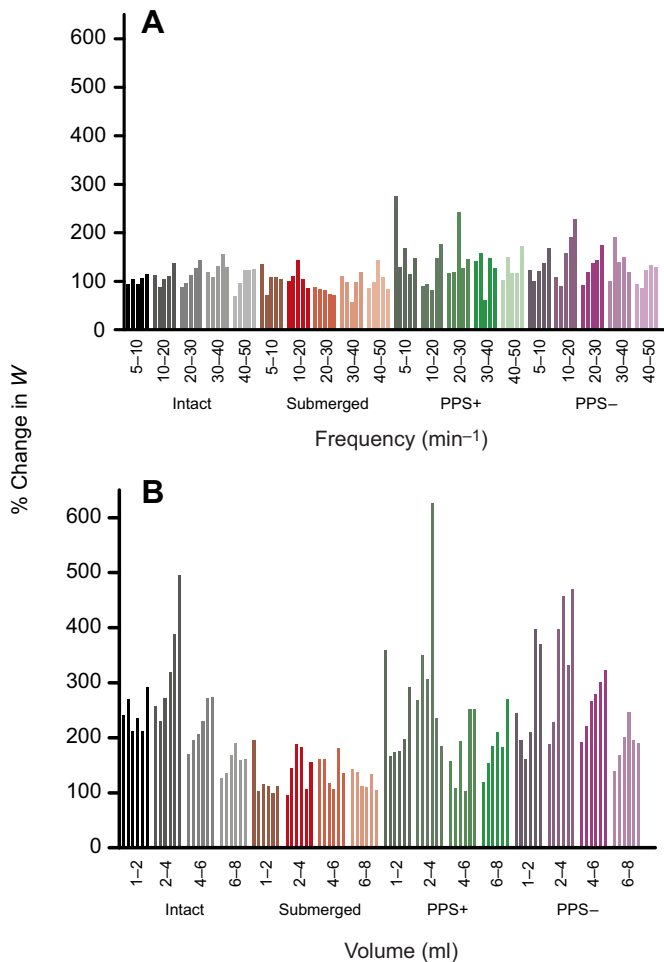 A
600
500
400
300
200
100
0
5–10 10–20 20–30 30–40 40–50 5–10 10–20 20–30 30–40 40–50 5–10 10–20 20–30 30–40 40–50 5–10 10–20 20–30 30–40 40–50
Intact Submerged PPS+ PPS–
Frequency (min–1)
% Change in W
B
600
500
400
300
200
100
0
1–2 2–4 4–6 6–8 1–2 2–4 4–6 6–8 1–2 2–4 4–6 6–8 1–2 2–4 4–6 6–8
Intact Submerged PPS+ PPS–
Volume (ml)